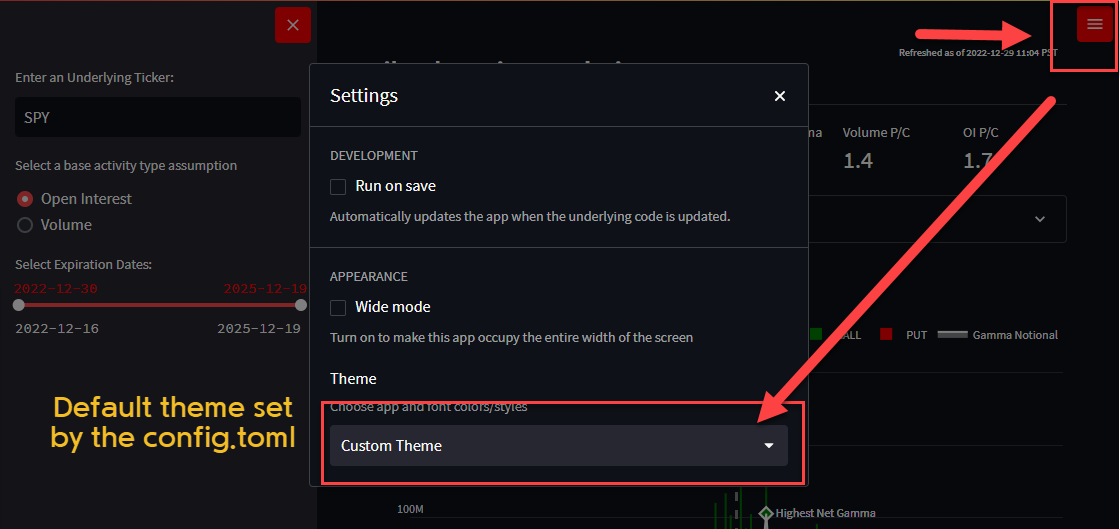 Refreshed as of 2022-12-29 11:04 PST
Enter an Underlying Ticker:
SPY
Select a base activity type assumption
Open Interest
Volume
Select Expiration Dates:
2022-12-30 2025-12-19
2022-12-16 2025-12-19
Default theme set
by the config.toml
Settings
DEVELOPMENT
Run on save
Automatically updates the app when the underlying code is updated.
APPEARANCE
Wide mode
Turn on to make this app occupy the entire width of the screen
Theme
Choose app and font colors/styles
Custom Theme
Volume P/C OI P/C
1.4 1.7
PUT Gamma Notional
100M
Highest Net Gamma